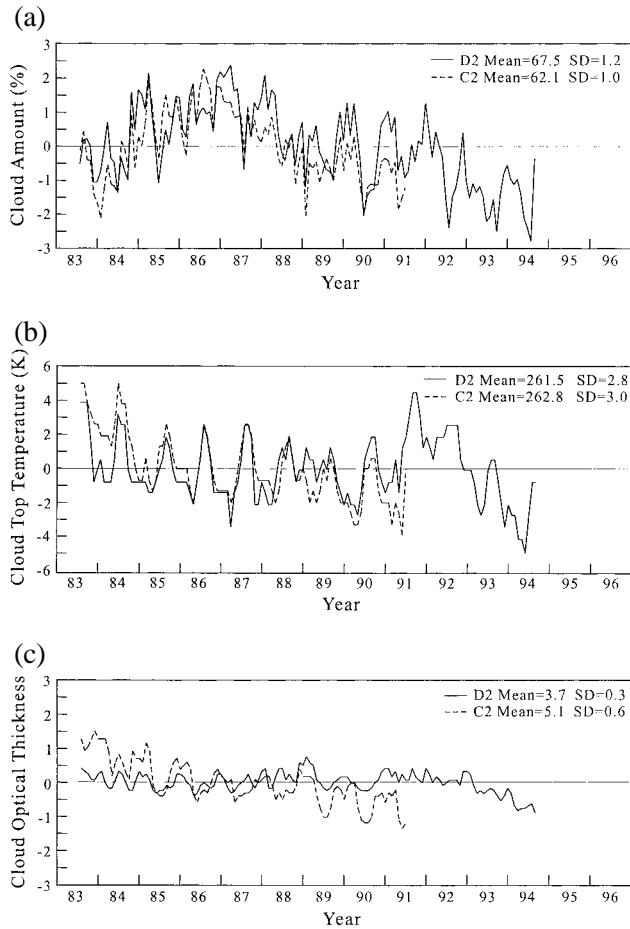 (a)
Cloud Amount (%)
3
2
1
0
-1
-2
-3
D2 Mean=67.5 SD=1.2
C2 Mean=62.1 SD=1.0
83 84 85 86 87 88 89 90 91 92 93 94 95 96
Year
(b)
Cloud Top Temperature (K)
6
4
2
0
-2
-4
-6
D2 Mean=261.5 SD=2.8
C2 Mean=262.8 SD=3.0
83 84 85 86 87 88 89 90 91 92 93 94 95 96
Year
(c)
Cloud Optical Thickness
3
2
1
0
-1
-2
-3
D2 Mean=3.7 SD=0.3
C2 Mean=5.1 SD=0.6
83 84 85 86 87 88 89 90 91 92 93 94 95 96
Year